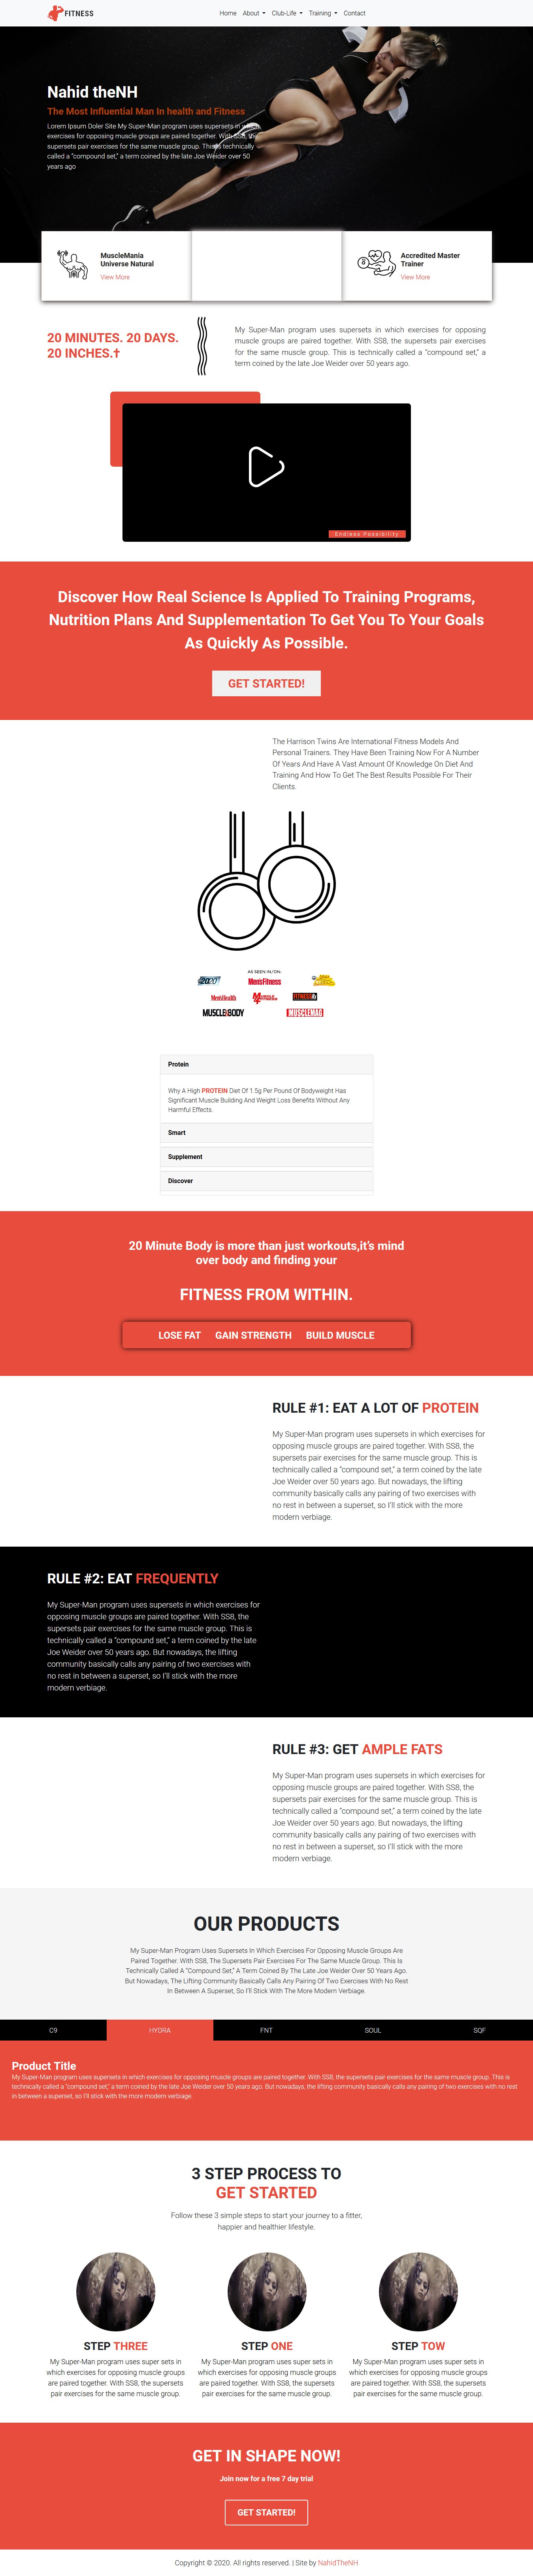 FITNESS
Home About Club-Life Training Contact
Nahid theNH
The Most Influential Man In health and Fitness
Lorem Ipsum Doler Site My Super-Man program uses supersets in which
exercises for opposing muscle groups are paired together. With SS8, the
supersets pair exercises for the same muscle group. This is technically
called a “compound set,” a term coined by the late Joe Weider over 50
years ago
MuscleMania
Universe Natural
View More
Accredited Master
Trainer
View More
20 MINUTES. 20 DAYS.
20 INCHES.†
My Super-Man program uses supersets in which exercises for opposing
muscle groups are paired together. With SS8, the supersets pair exercises
for the same muscle group. This is technically called a “compound set,” a
term coined by the late Joe Weider over 50 years ago.
Endless Possibility
Discover How Real Science Is Applied To Training Programs,
Nutrition Plans And Supplementation To Get You To Your Goals
As Quickly As Possible.
GET STARTED!
The Harrison Twins Are International Fitness Models And
Personal Trainers. They Have Been Training Now For A Number
Of Years And Have A Vast Amount Of Knowledge On Diet And
Training And How To Get The Best Results Possible For Their
Clients.
AS SEEN IN/ON:
2020 Men'sFitness
Men'sHealth FITNESS
MUSCLE&BODY MUSCLEMAG
Protein
Why A High PROTEIN Diet Of 1.5g Per Pound Of Bodyweight Has
Significant Muscle Building And Weight Loss Benefits Without Any
Harmful Effects.
Smart
Supplement
Discover
20 Minute Body is more than just workouts,it’s mind
over body and finding your
FITNESS FROM WITHIN.
LOSE FAT GAIN STRENGTH BUILD MUSCLE
RULE #1: EAT A LOT OF PROTEIN
My Super-Man program uses supersets in which exercises for
opposing muscle groups are paired together. With SS8, the
supersets pair exercises for the same muscle group. This is
technically called a “compound set,” a term coined by the late
Joe Weider over 50 years ago. But nowadays, the lifting
community basically calls any pairing of two exercises with
no rest in between a superset, so I’ll stick with the more
modern verbiage.
RULE #2: EAT FREQUENTLY
My Super-Man program uses supersets in which exercises for
opposing muscle groups are paired together. With SS8, the
supersets pair exercises for the same muscle group. This is
technically called a “compound set,” a term coined by the late
Joe Weider over 50 years ago. But nowadays, the lifting
community basically calls any pairing of two exercises with
no rest in between a superset, so I’ll stick with the more
modern verbiage.
RULE #3: GET AMPLE FATS
My Super-Man program uses supersets in which exercises for
opposing muscle groups are paired together. With SS8, the
supersets pair exercises for the same muscle group. This is
technically called a “compound set,” a term coined by the late
Joe Weider over 50 years ago. But nowadays, the lifting
community basically calls any pairing of two exercises with
no rest in between a superset, so I’ll stick with the more
modern verbiage.
OUR PRODUCTS
My Super-Man Program Uses Supersets In Which Exercises For Opposing Muscle Groups Are
Paired Together. With SS8, The Supersets Pair Exercises For The Same Muscle Group. This Is
Technically Called A “Compound Set,” A Term Coined By The Late Joe Weider Over 50 Years Ago.
But Nowadays, The Lifting Community Basically Calls Any Pairing Of Two Exercises With No Rest
In Between A Superset, So I’ll Stick With The More Modern Verbiage.
C9 HYDRA FNT SOUL SQF
Product Title
My Super-Man program uses supersets in which exercises for opposing muscle groups are paired together. With SS8, the supersets pair exercises for the same muscle group. This is
technically called a “compound set,” a term coined by the late Joe Weider over 50 years ago. But nowadays, the lifting community basically calls any pairing of two exercises with no rest
in between a superset, so I’ll stick with the more modern verbiage.
3 STEP PROCESS TO
GET STARTED
Follow these 3 simple steps to start your journey to a fitter,
happier and healthier lifestyle.
STEP THREE
My Super-Man program uses super sets in
which exercises for opposing muscle groups
are paired together. With SS8, the supersets
pair exercises for the same muscle group.
STEP ONE
My Super-Man program uses super sets in
which exercises for opposing muscle groups
are paired together. With SS8, the supersets
pair exercises for the same muscle group.
STEP TOW
My Super-Man program uses super sets in
which exercises for opposing muscle groups
are paired together. With SS8, the supersets
pair exercises for the same muscle group.
GET IN SHAPE NOW!
Join now for a free 7 day trial
GET STARTED!
Copyright © 2020. All rights reserved. | Site by NahidTheNH